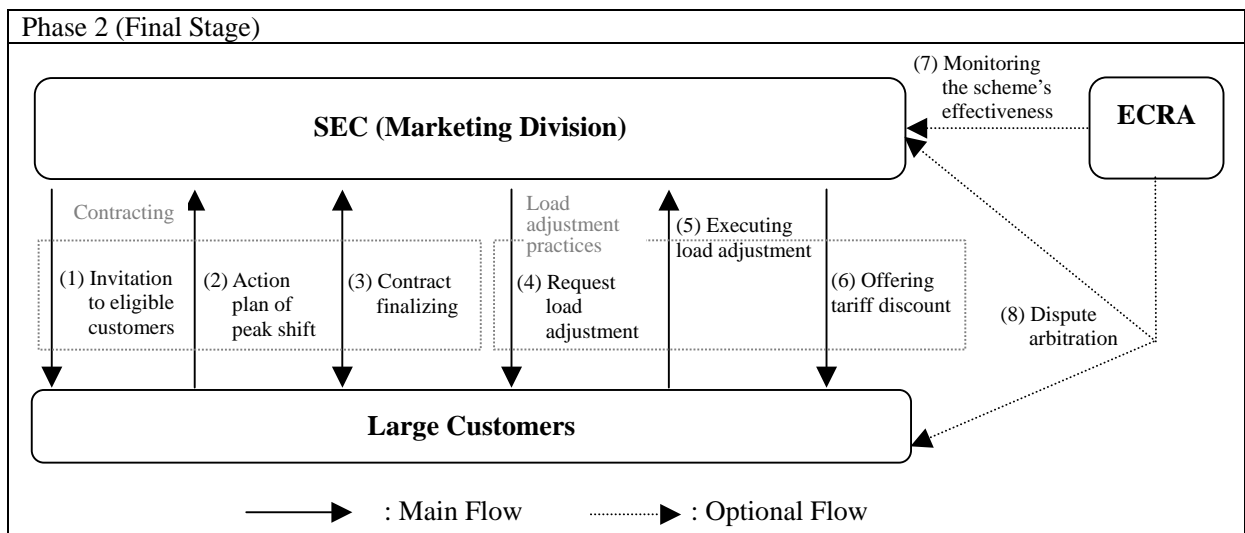 Phase 2 (Final Stage)
(7) Monitoring
the scheme's
effectiveness
SEC (Marketing Division)
ECRA
Contracting
Load
adjustment
practices
(5) Executing
load adjustment
(1) Invitation
to eligible
customers
(2) Action
plan of
peak shift
(3) Contract
finalizing
(4) Request
load
adjustment
(6) Offering
tariff discount
(8) Dispute
arbitration
Large Customers
: Main Flow
: Optional Flow